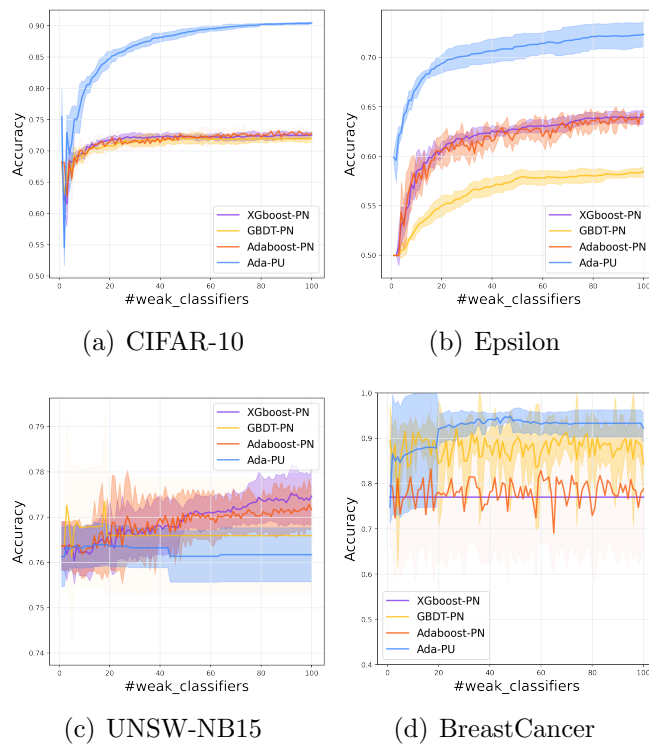 0.90
0.85
0.80
0.75
0.70
0.65
0.60
0.55
0.50
Accuracy
0 20 40 60 80 100
#weak_classifiers
XGboost-PN
GBDT-PN
Adaboost-PN
Ada-PU
(a) CIFAR-10
0.70
0.65
0.60
0.55
0.50
Accuracy
0 20 40 60 80 100
#weak_classifiers
XGboost-PN
GBDT-PN
Adaboost-PN
Ada-PU
(b) Epsilon
0.79
0.78
0.77
0.76
0.75
0.74
Accuracy
0 20 40 60 80 100
#weak_classifiers
XGboost-PN
GBDT-PN
Adaboost-PN
Ada-PU
(c) UNSW-NB15
1.0
0.9
0.8
0.7
0.6
0.5
0.4
Accuracy
0 20 40 60 80 100
#weak_classifiers
XGboost-PN
GBDT-PN
Adaboost-PN
Ada-PU
(d) BreastCancer